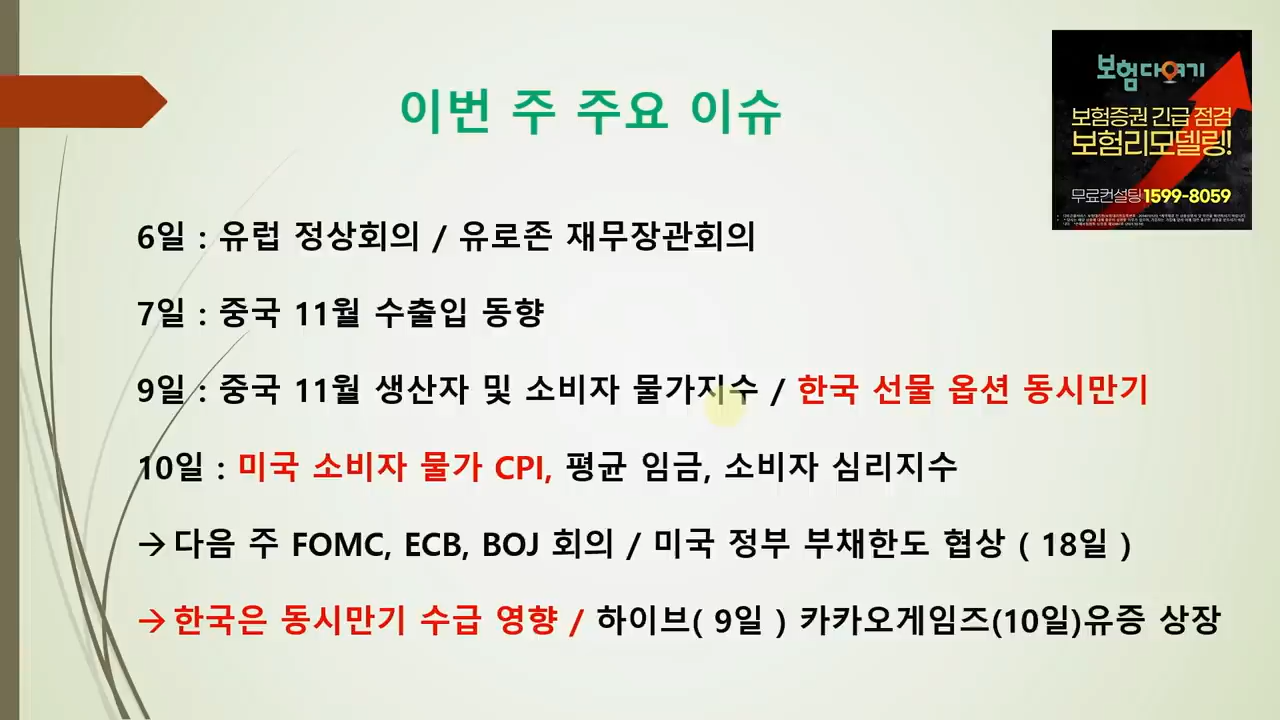 이번 주 주요 이슈
보험다여기
보험증권 긴급 점검
보험리모델링!
무료컨설팅 1599-8059
6일 : 유럽 정상회의 / 유로존 재무장관회의
7일 : 중국 11월 수출입 동향
9일 : 중국 11월 생산자 및 소비자 물가지수 / 한국 선물 옵션 동시만기
10일 : 미국 소비자 물가 CPI, 평균 임금, 소비자 심리지수
→ 다음 주 FOMC, ECB, BOJ 회의 / 미국 정부 부채한도 협상 ( 18일 )
→ 한국은 동시만기 수급 영향 / 하이브( 9일 ) 카카오게임즈(10일)유증 상장